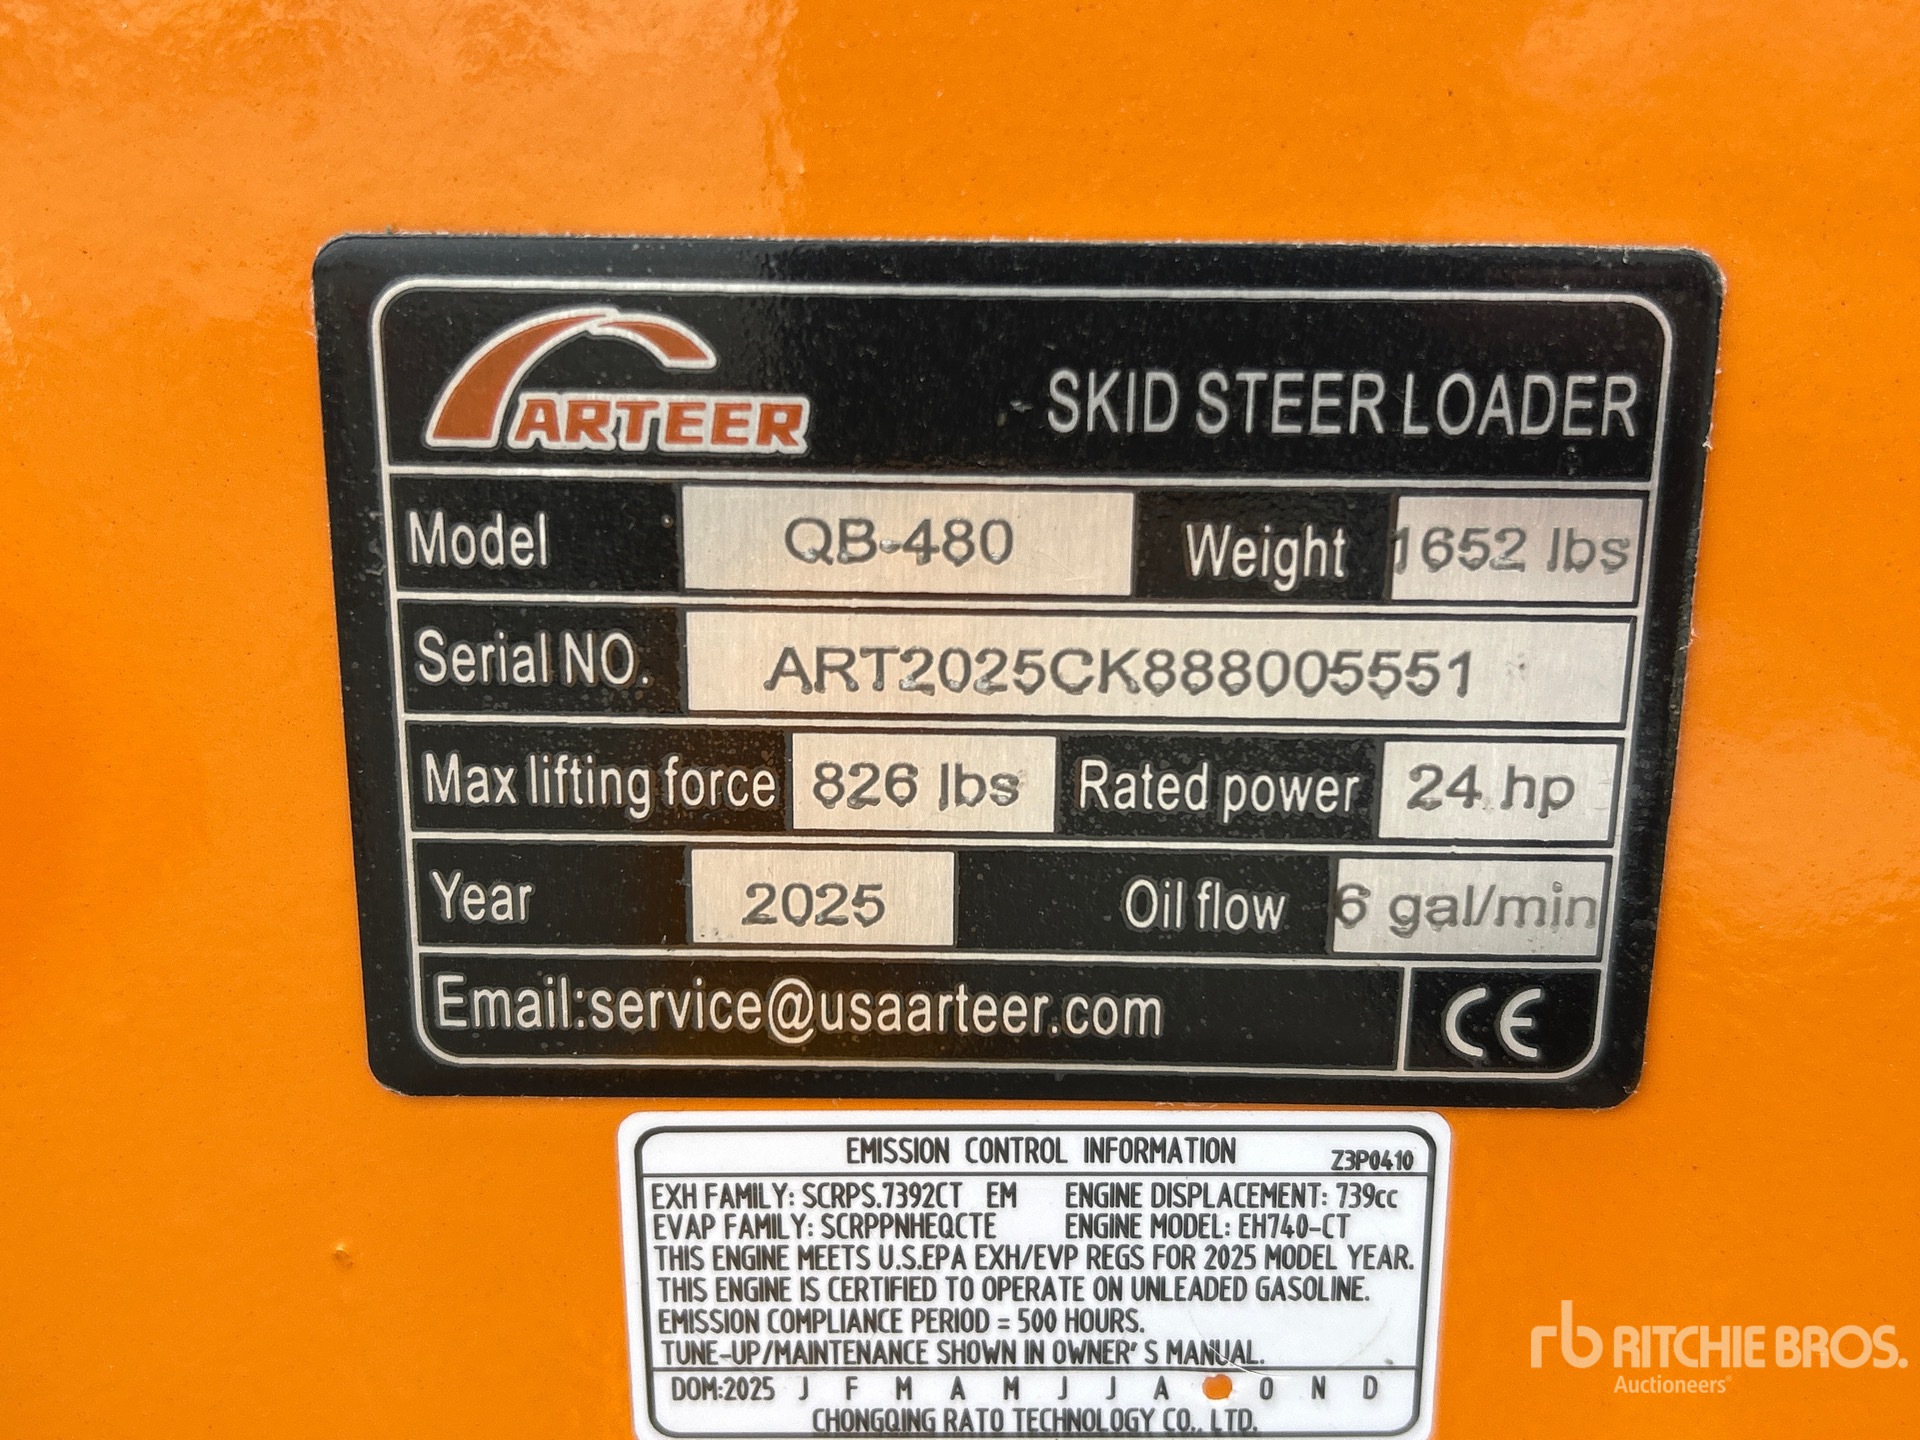 ARTEER SKID STEER LOADER
Model QB-480 Weight 1652 lbs
Serial NO. ART2025CK888005551
Max lifting force 826 lbs Rated power 24 hp
Year 2025 Oil flow 6 gal/min
Email:service@usaarteer.com CE
EMISSION CONTROL INFORMATION Z3P0410
EXH FAMILY: SCRPS.7392CT EM ENGINE DISPLACEMENT: 739cc
EVAP FAMILY: SCRPPNHEQCTE ENGINE MODEL: EH740-CT
THIS ENGINE MEETS U.S.EPA EXH/EVP REGS FOR 2025 MODEL YEAR.
THIS ENGINE IS CERTIFIED TO OPERATE ON UNLEADED GASOLINE.
EMISSION COMPLIANCE PERIOD = 500 HOURS.
TUNE-UP/MAINTENANCE SHOWN IN OWNER'S MANUAL.
DOM:2025 J F M A M J J A O N D
CHONGQING RATO TECHNOLOGY CO., LTD.
rb RITCHIE BROS.
Auctioneers